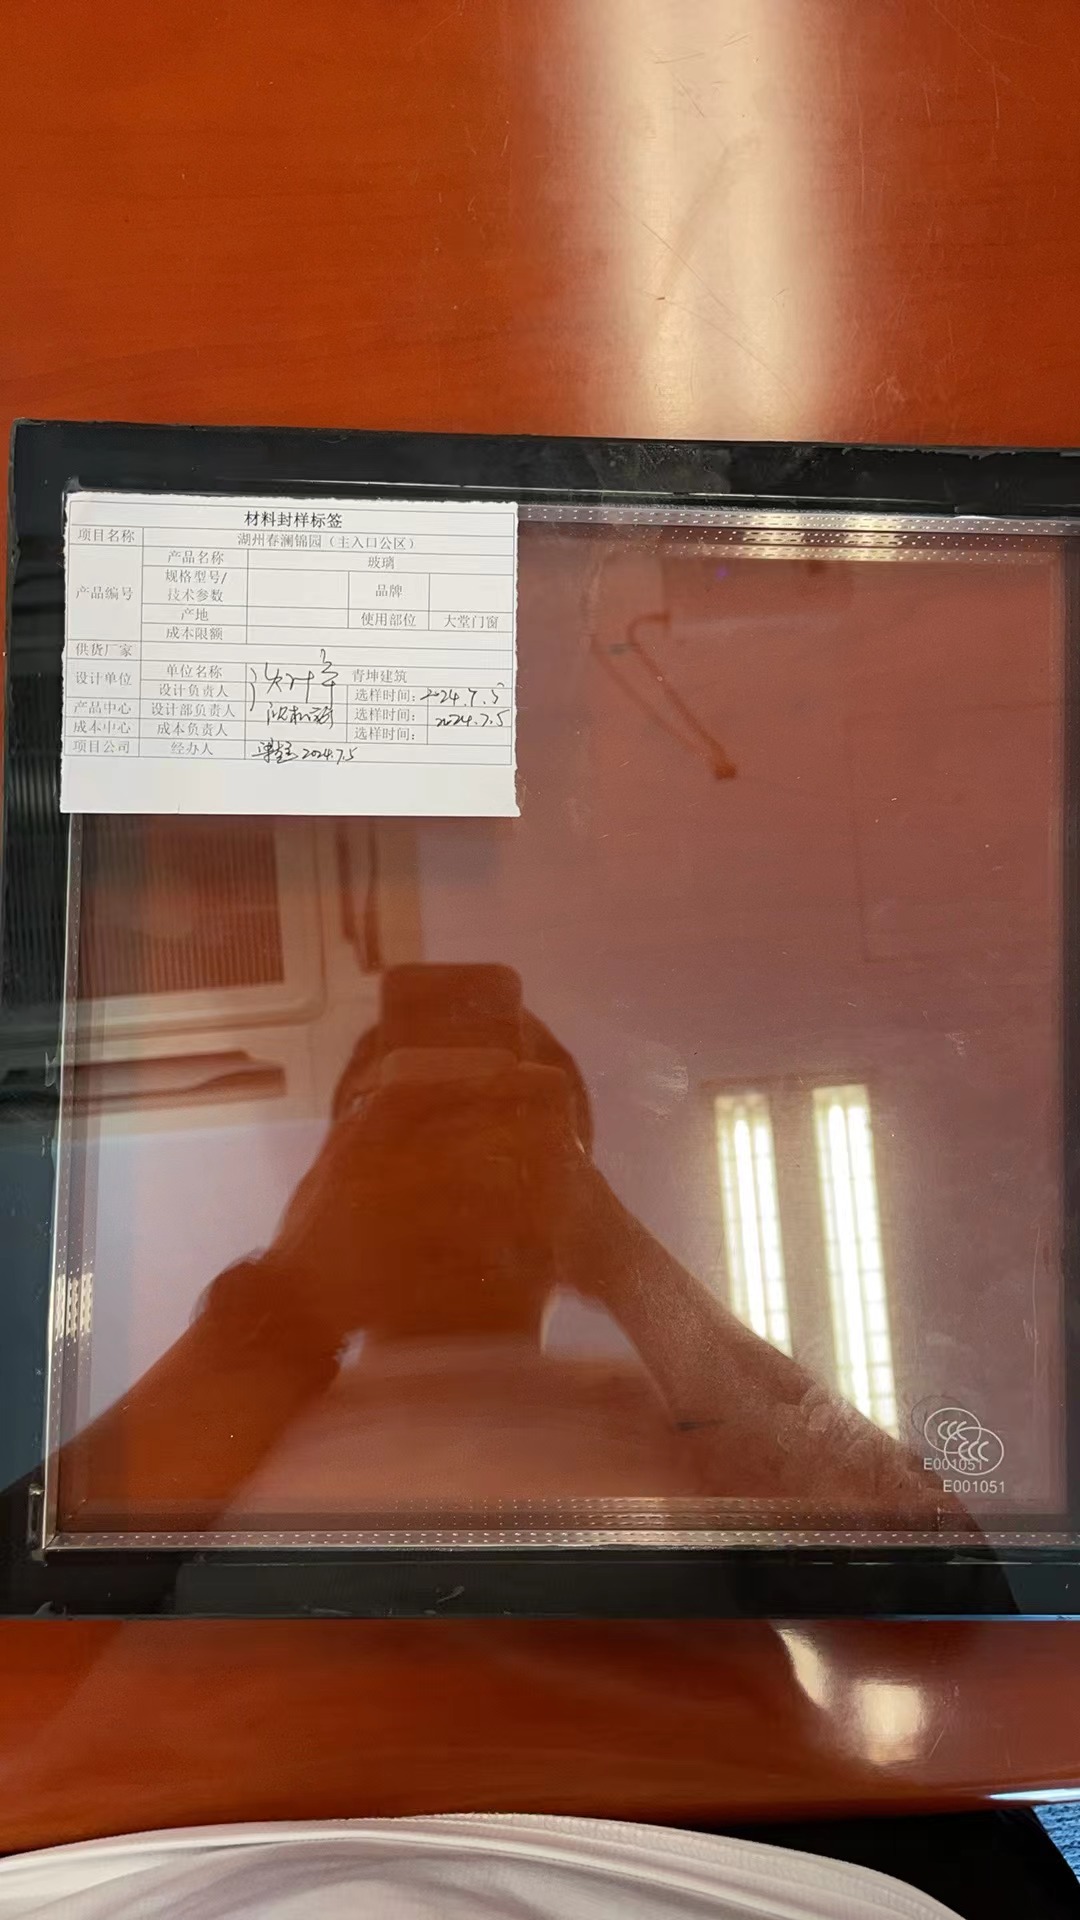 材料封样标签
项目名称 湖州春澜锦园（主入口公区）
产品编号 产品名称 玻璃
规格型号/技术参数 品牌
产地 使用部位 大堂门窗
成本限额
供货厂家
设计单位 单位名称 青坤建筑
设计负责人 选样时间：2024.7.5
产品中心 设计部负责人 选样时间：2024.7.5
成本中心 成本负责人 选样时间：
项目公司 经办人 2024.7.5
CCC
CCC
E001051
E001051